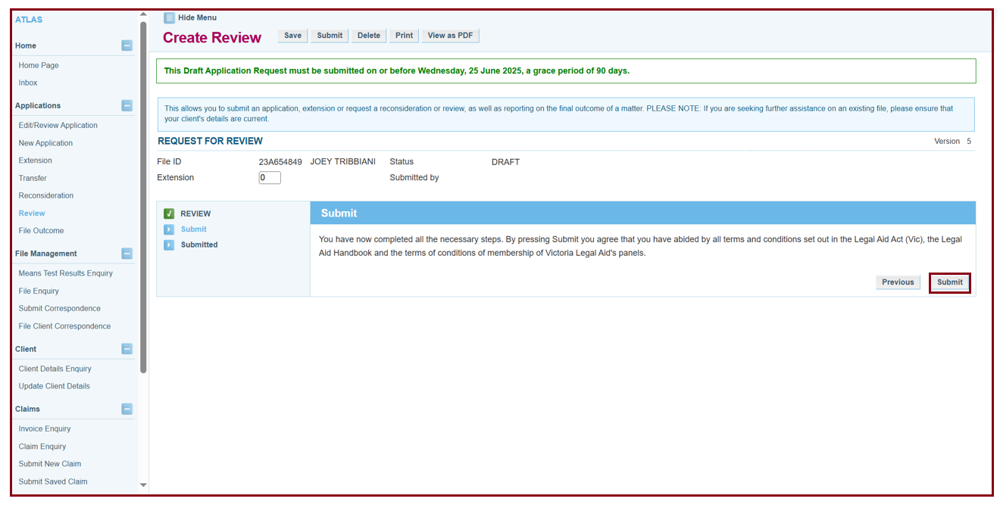 ATLAS
Home
Home Page
Inbox
Applications
Edit/Review Application
New Application
Extension
Transfer
Reconsideration
Review
File Outcome
File Management
Means Test Results Enquiry
File Enquiry
Submit Correspondence
File Client Correspondence
Client
Client Details Enquiry
Update Client Details
Claims
Invoice Enquiry
Claim Enquiry
Submit New Claim
Submit Saved Claim
Hide Menu
Create Review Save Submit Delete Print View as PDF
This Draft Application Request must be submitted on or before Wednesday, 25 June 2025, a grace period of 90 days.
This allows you to submit an application, extension or request a reconsideration or review, as well as reporting on the final outcome of a matter. PLEASE NOTE: If you are seeking further assistance on an existing file, please ensure that
your client's details are current.
REQUEST FOR REVIEW Version 5
File ID 23A654849 JOEY TRIBBIANI Status DRAFT
Extension 0 Submitted by
REVIEW
Submit
Submitted
Submit
You have now completed all the necessary steps. By pressing Submit you agree that you have abided by all terms and conditions set out in the Legal Aid Act (Vic), the Legal
Aid Handbook and the terms of conditions of membership of Victoria Legal Aid's panels.
Previous Submit